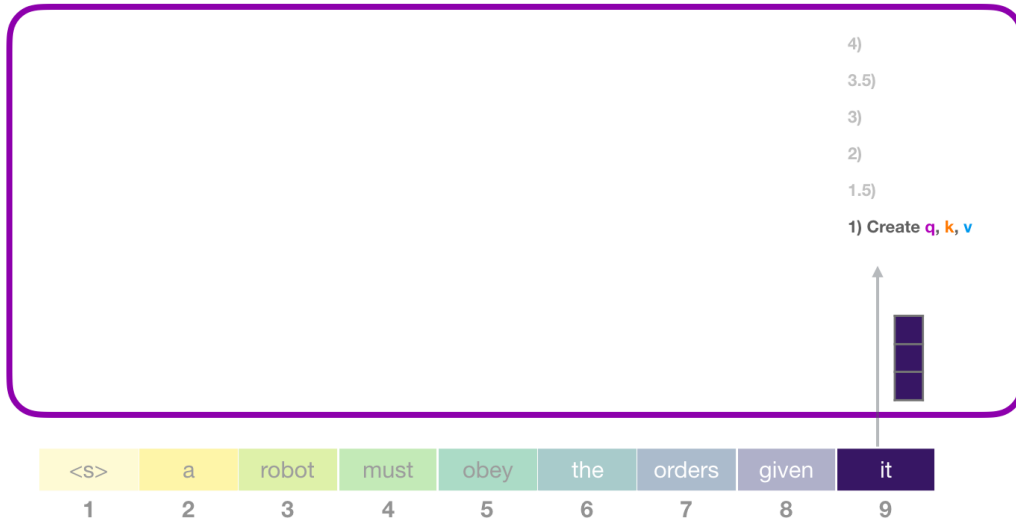 4)
3.5)
3)
2)
1.5)
1) Create q, k, v
<s> a robot must obey the orders given it
1 2 3 4 5 6 7 8 9